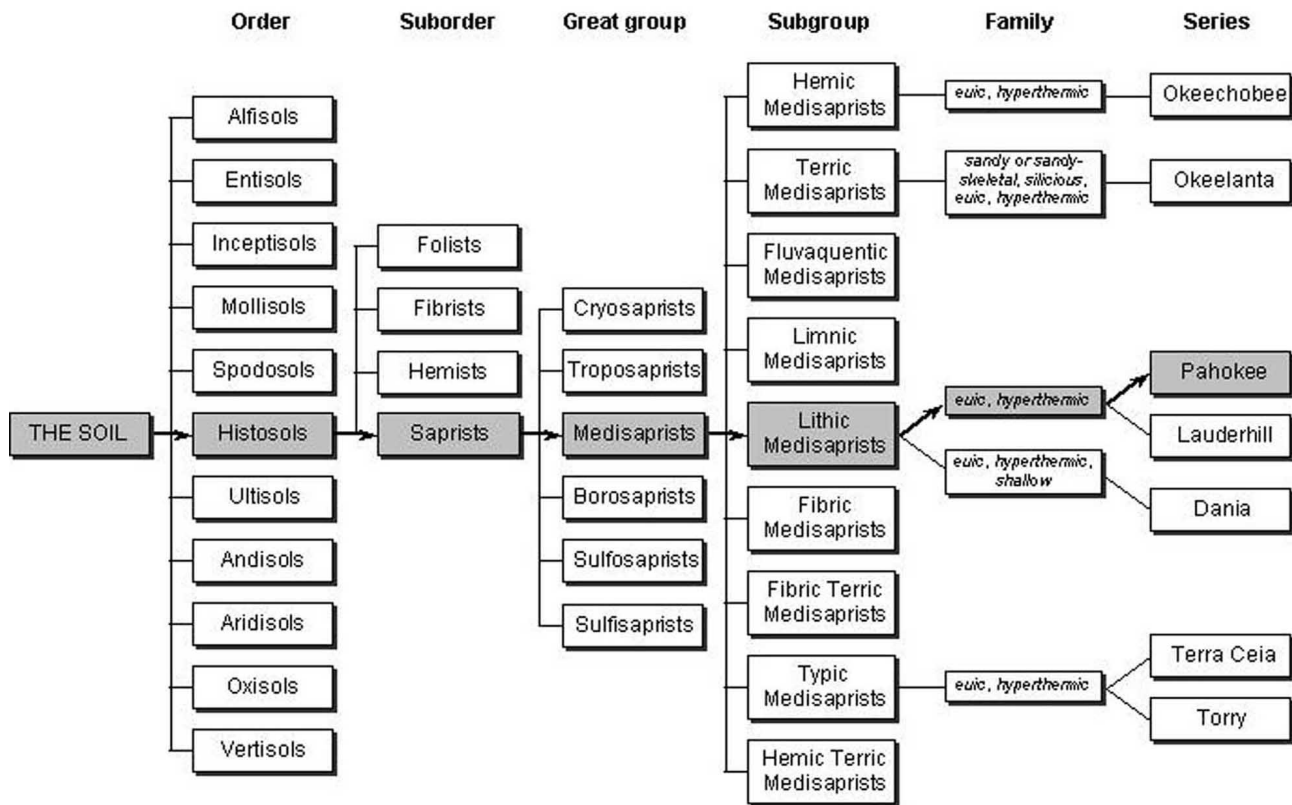 Order Suborder Great group Subgroup Family Series
THE SOIL
Alfisols
Entisols
Inceptisols
Mollisols
Spodosols
Histosols
Ultisols
Andisols
Aridisols
Oxisols
Vertisols
Folists
Fibrists
Hemists
Saprists
Cryosaprists
Troposaprists
Medisaprists
Borosaprists
Sulfosaprists
Sulfisaprists
Hemic
Medisaprists
Terric
Medisaprists
Fluvaquentic
Medisaprists
Limnic
Medisaprists
Lithic
Medisaprists
Fibric
Medisaprists
Fibric Terric
Medisaprists
Typic
Medisaprists
Hemic Terric
Medisaprists
euic, hyperthermic
sandy or sandy-
skeletal, silicious,
euic, hyperthermic
euic, hyperthermic
euic, hyperthermic,
shallow
euic, hyperthermic
Okeechobee
Okeelanta
Pahokee
Lauderhill
Dania
Terra Ceia
Torry